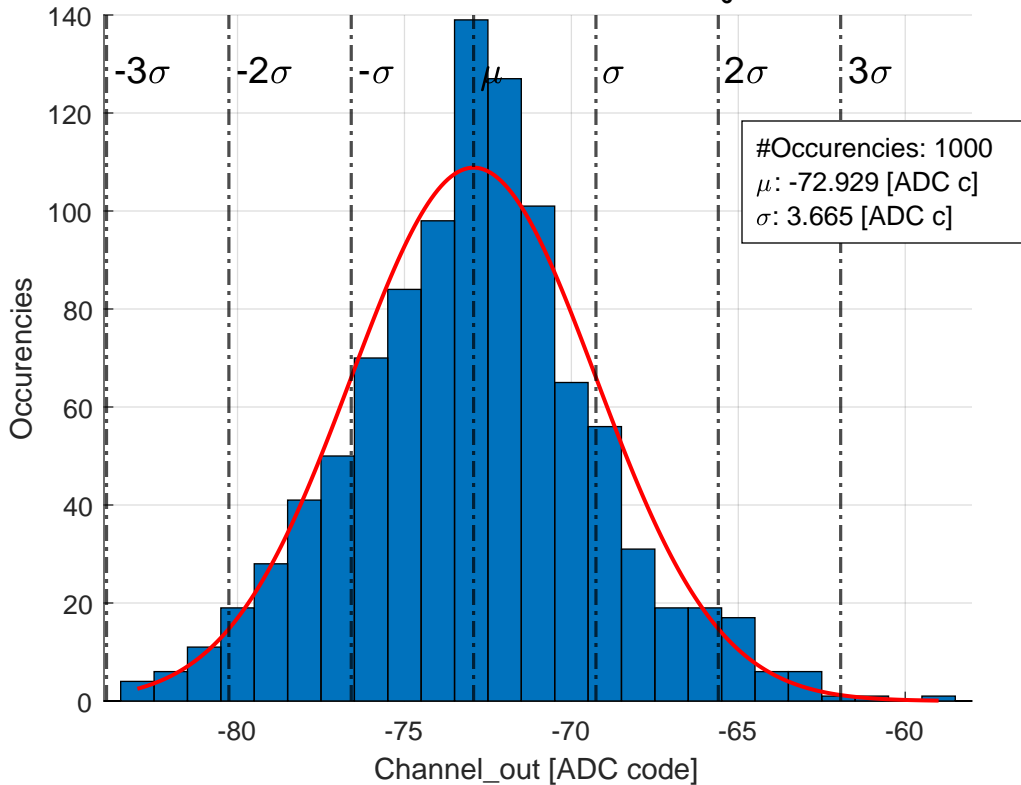 140
120
100
80
60
40
20
0
-3σ -2σ -σ μ σ 2σ 3σ
#Occurencies: 1000
μ: -72.929 [ADC c]
σ: 3.665 [ADC c]
Occurencies
-80 -75 -70 -65 -60
Channel_out [ADC code]